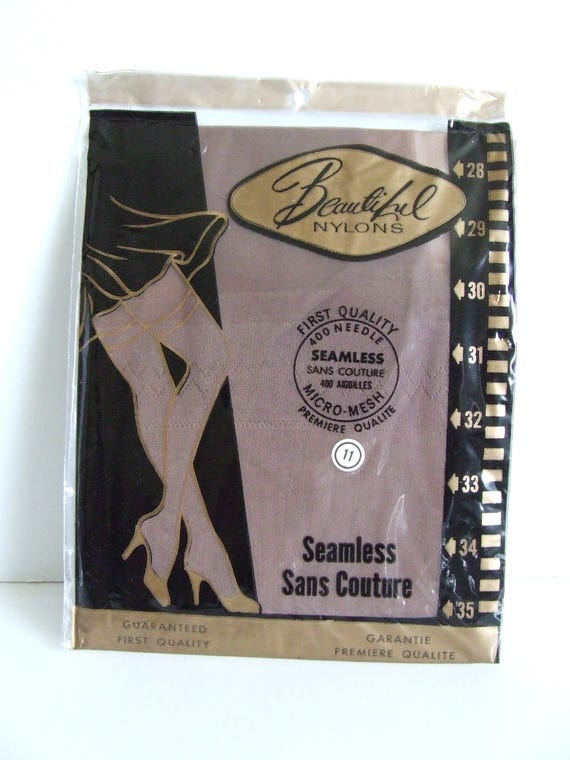 Beautiful
NYLONS
28
29
30
31
32
33
34
35
FIRST QUALITY
400 NEEDLE
SEAMLESS
SANS COUTURE
400 AIGUILLES
MICRO-MESH
PREMIERE QUALITE
11
Seamless
Sans Couture
GUARANTEED
FIRST QUALITY
GARANTIE
PREMIERE QUALITE